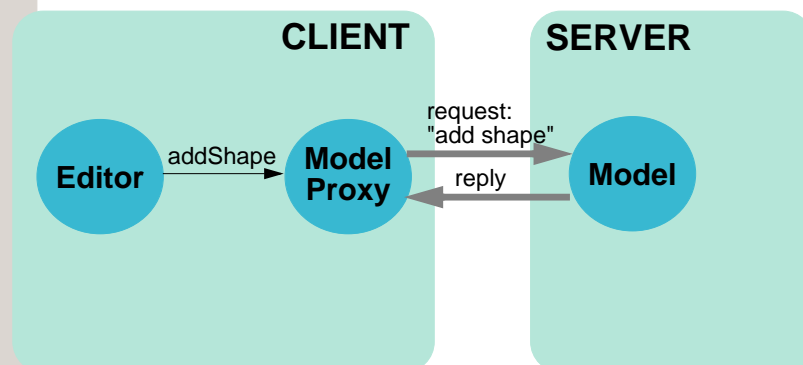 CLIENT
SERVER
Editor
addShape
Model
Proxy
request:
"add shape"
reply
Model